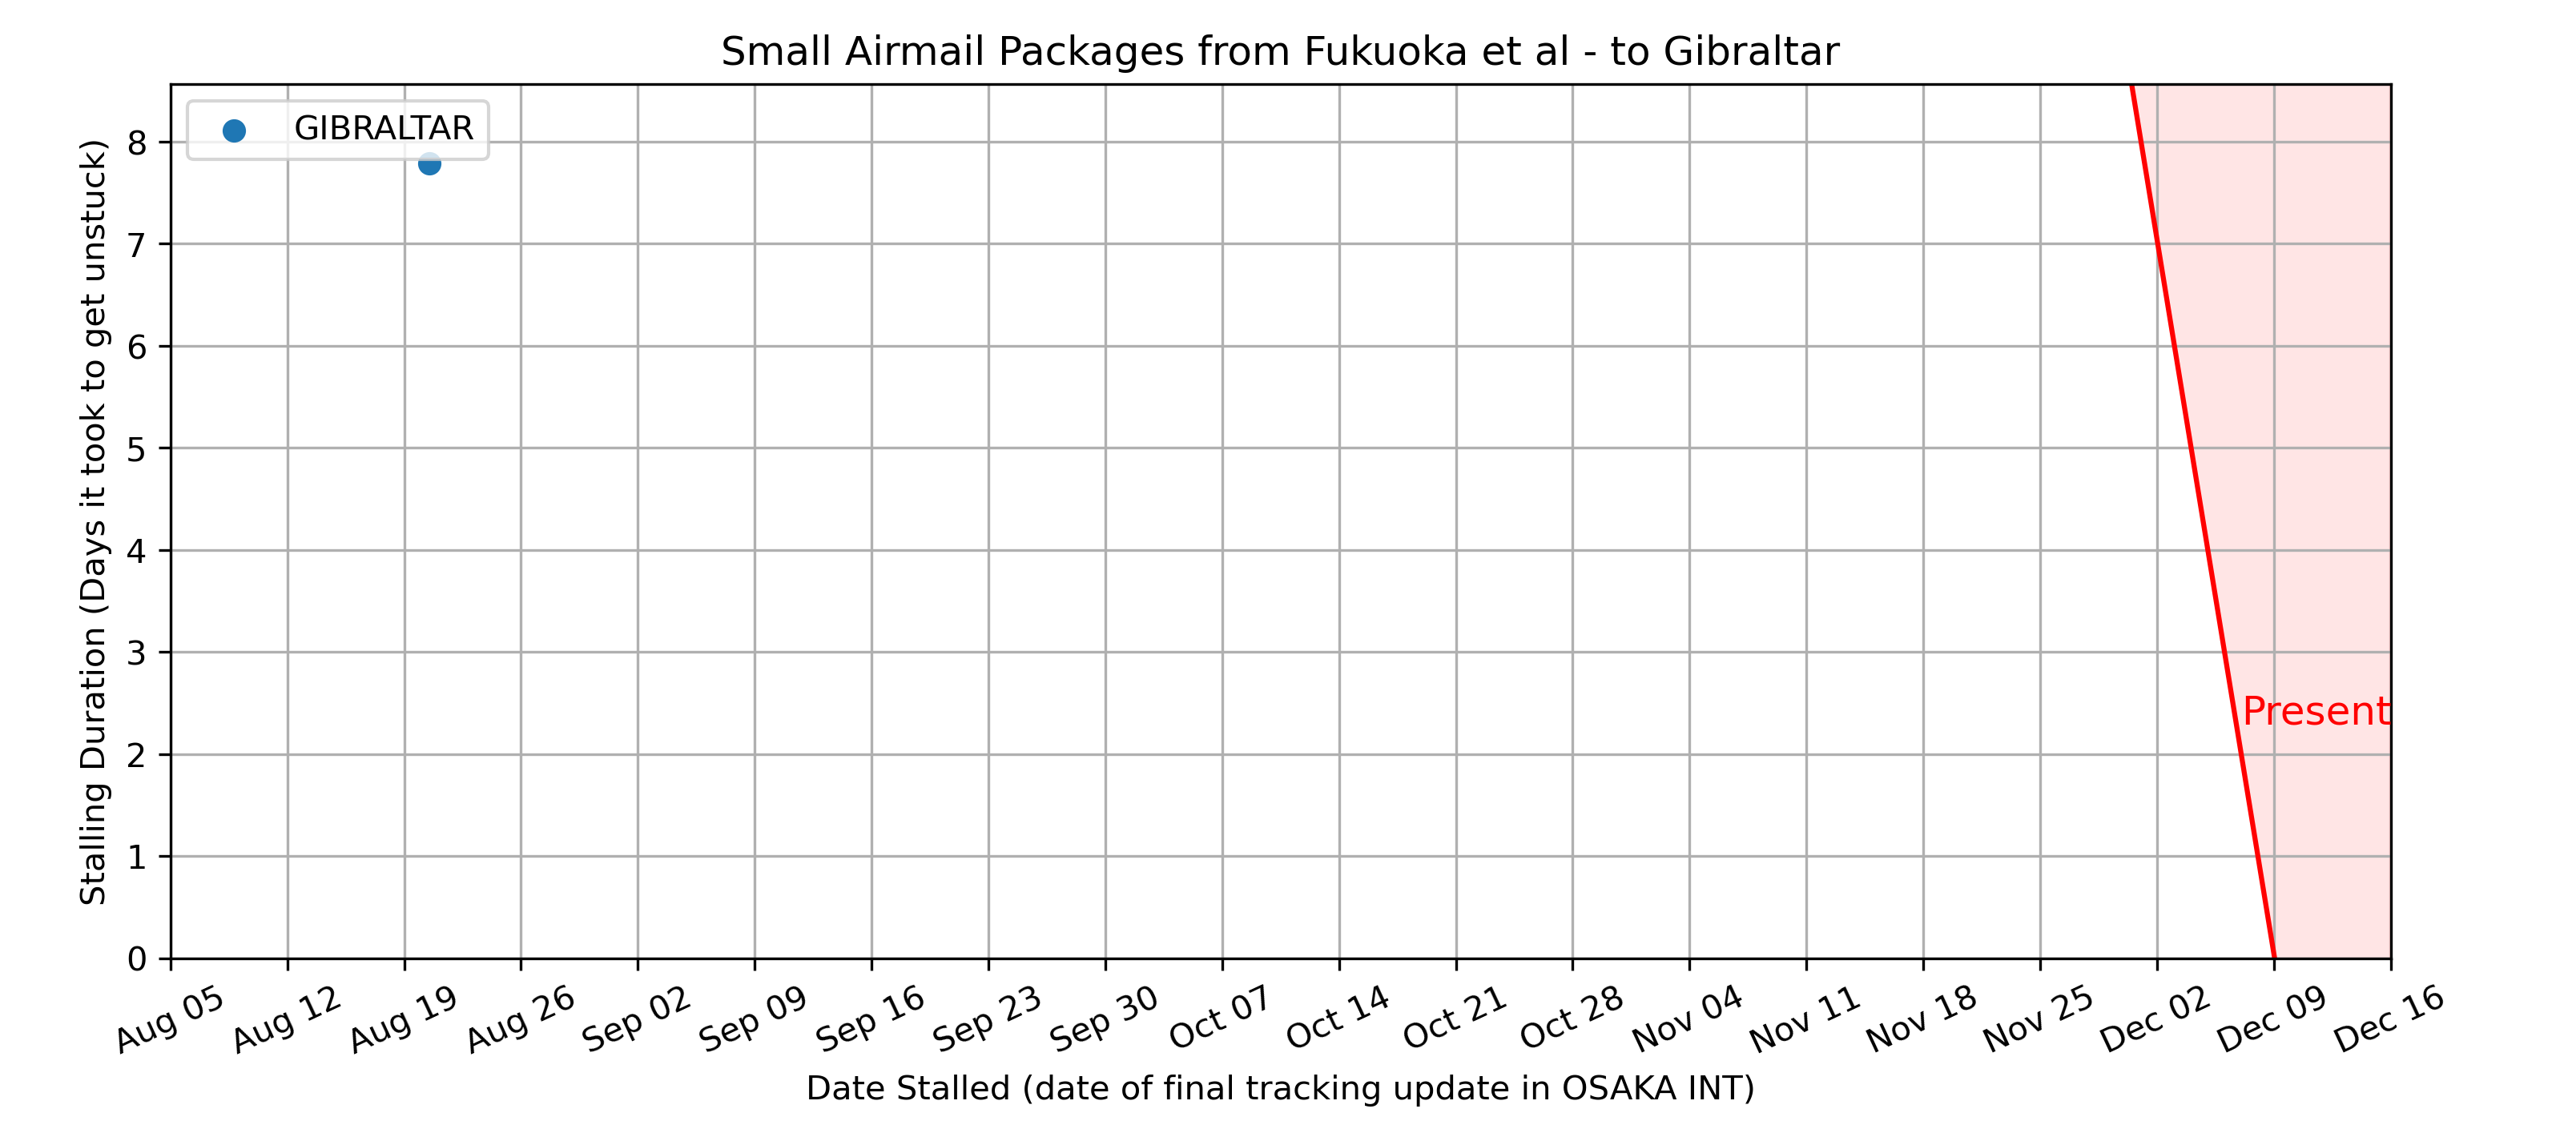 Small Airmail Packages from Fukuoka et al - to Gibraltar
GIBRALTAR
Stalling Duration (Days it took to get unstuck)
8
7
6
5
4
3
2
1
0
Present
Aug 05
Aug 12
Aug 19
Aug 26
Sep 02
Sep 09
Sep 16
Sep 23
Sep 30
Oct 07
Oct 14
Oct 21
Oct 28
Nov 04
Nov 11
Nov 18
Nov 25
Dec 02
Dec 09
Dec 16
Date Stalled (date of final tracking update in OSAKA INT)